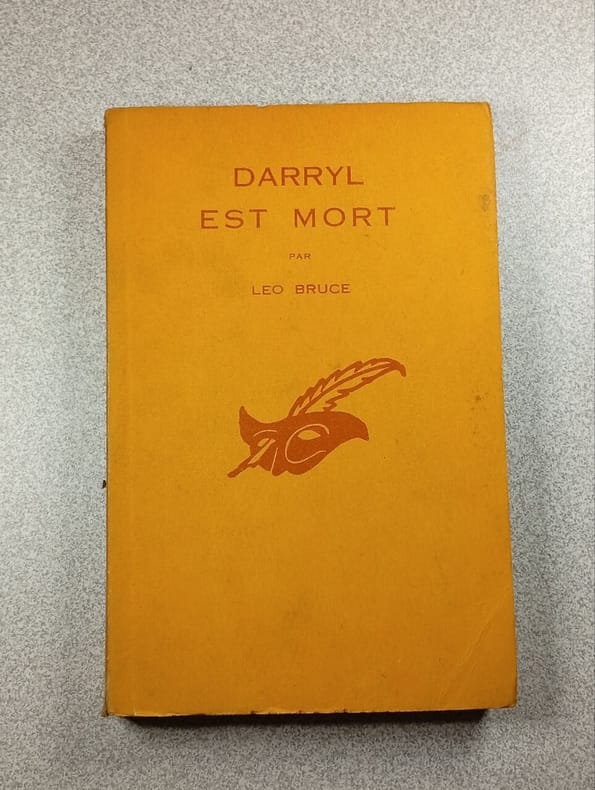 DARRYL
EST MORT
PAR
LEO BRUCE